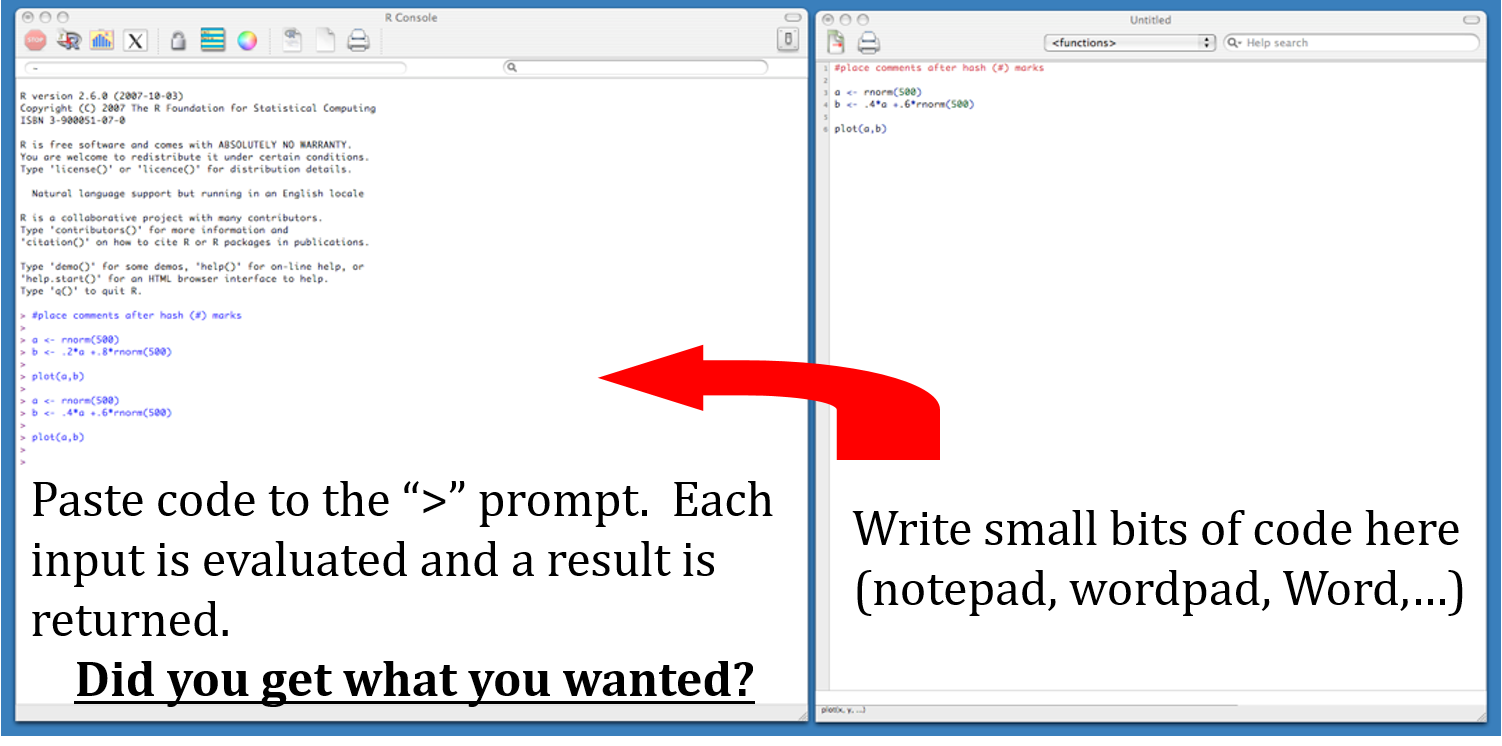 R Console
STOP
X
R version 2.6.0 (2007-10-03)
Copyright (C) 2007 The R Foundation for Statistical Computing
ISBN 3-900051-07-0
R is free software and comes with ABSOLUTELY NO WARRANTY.
You are welcome to redistribute it under certain conditions.
Type 'license()' or 'licence()' for distribution details.
Natural language support but running in an English locale
R is a collaborative project with many contributors.
Type 'contributors()' for more information and
'citation()' on how to cite R or R packages in publications.
Type 'demo()' for some demos, 'help()' for on-line help, or
'help.start()' for an HTML browser interface to help.
Type 'q()' to quit R.
> #place comments after hash (#) marks
>
> a <- rnorm(500)
> b <- .2*a +.8*rnorm(500)
>
> plot(a,b)
>
> a <- rnorm(500)
> b <- .4*a +.6*rnorm(500)
>
> plot(a,b)
>
>
Paste code to the “>” prompt.  Each
input is evaluated and a result is
returned.
Did you get what you wanted?
Untitled
<functions>
Help search
1 #place comments after hash (#) marks
2
3 a <- rnorm(500)
4 b <- .4*a +.6*rnorm(500)
5
6 plot(a,b)
Write small bits of code here
(notepad, wordpad, Word,...)
plot(x, y, ...)